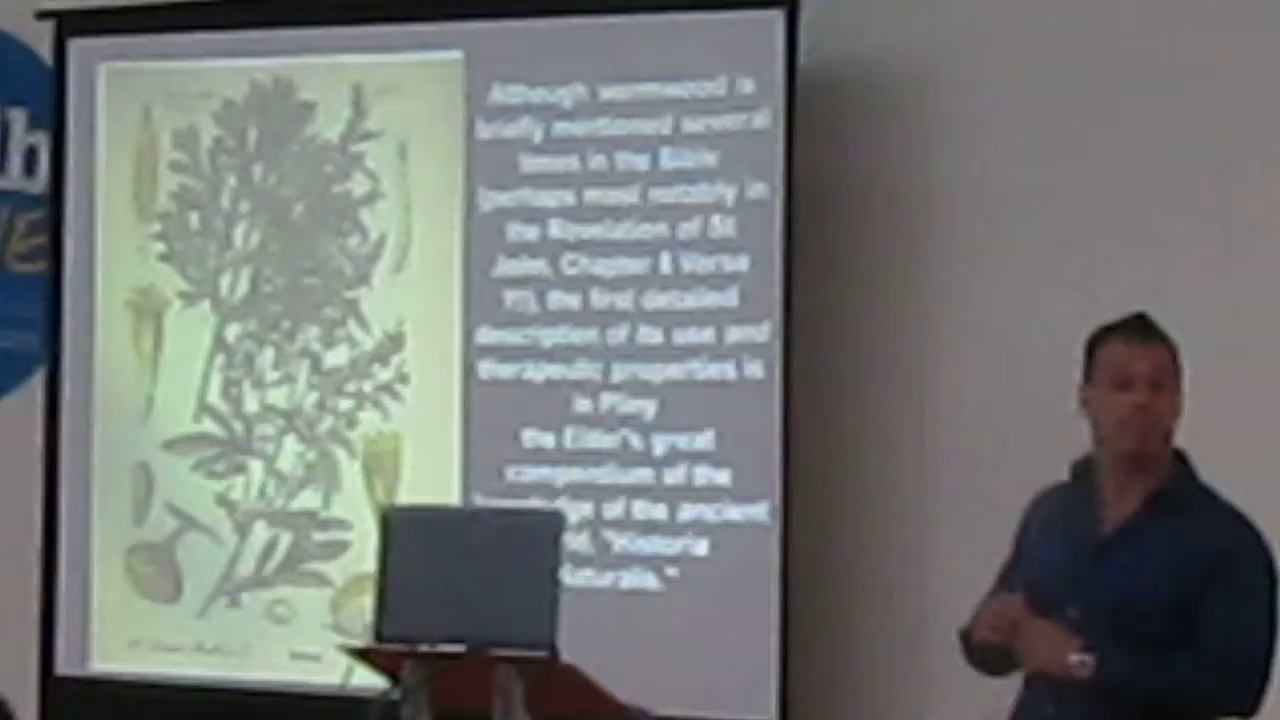 Although wormwood is
briefly mentioned several
times in the Bible
(perhaps most notably in
the Revelation of St.
John, Chapter 8 Verse
11), the first detailed
description of its use and
therapeutic properties is
in Pliny
the Elder's great
compendium of the
of the ancient
"Historia